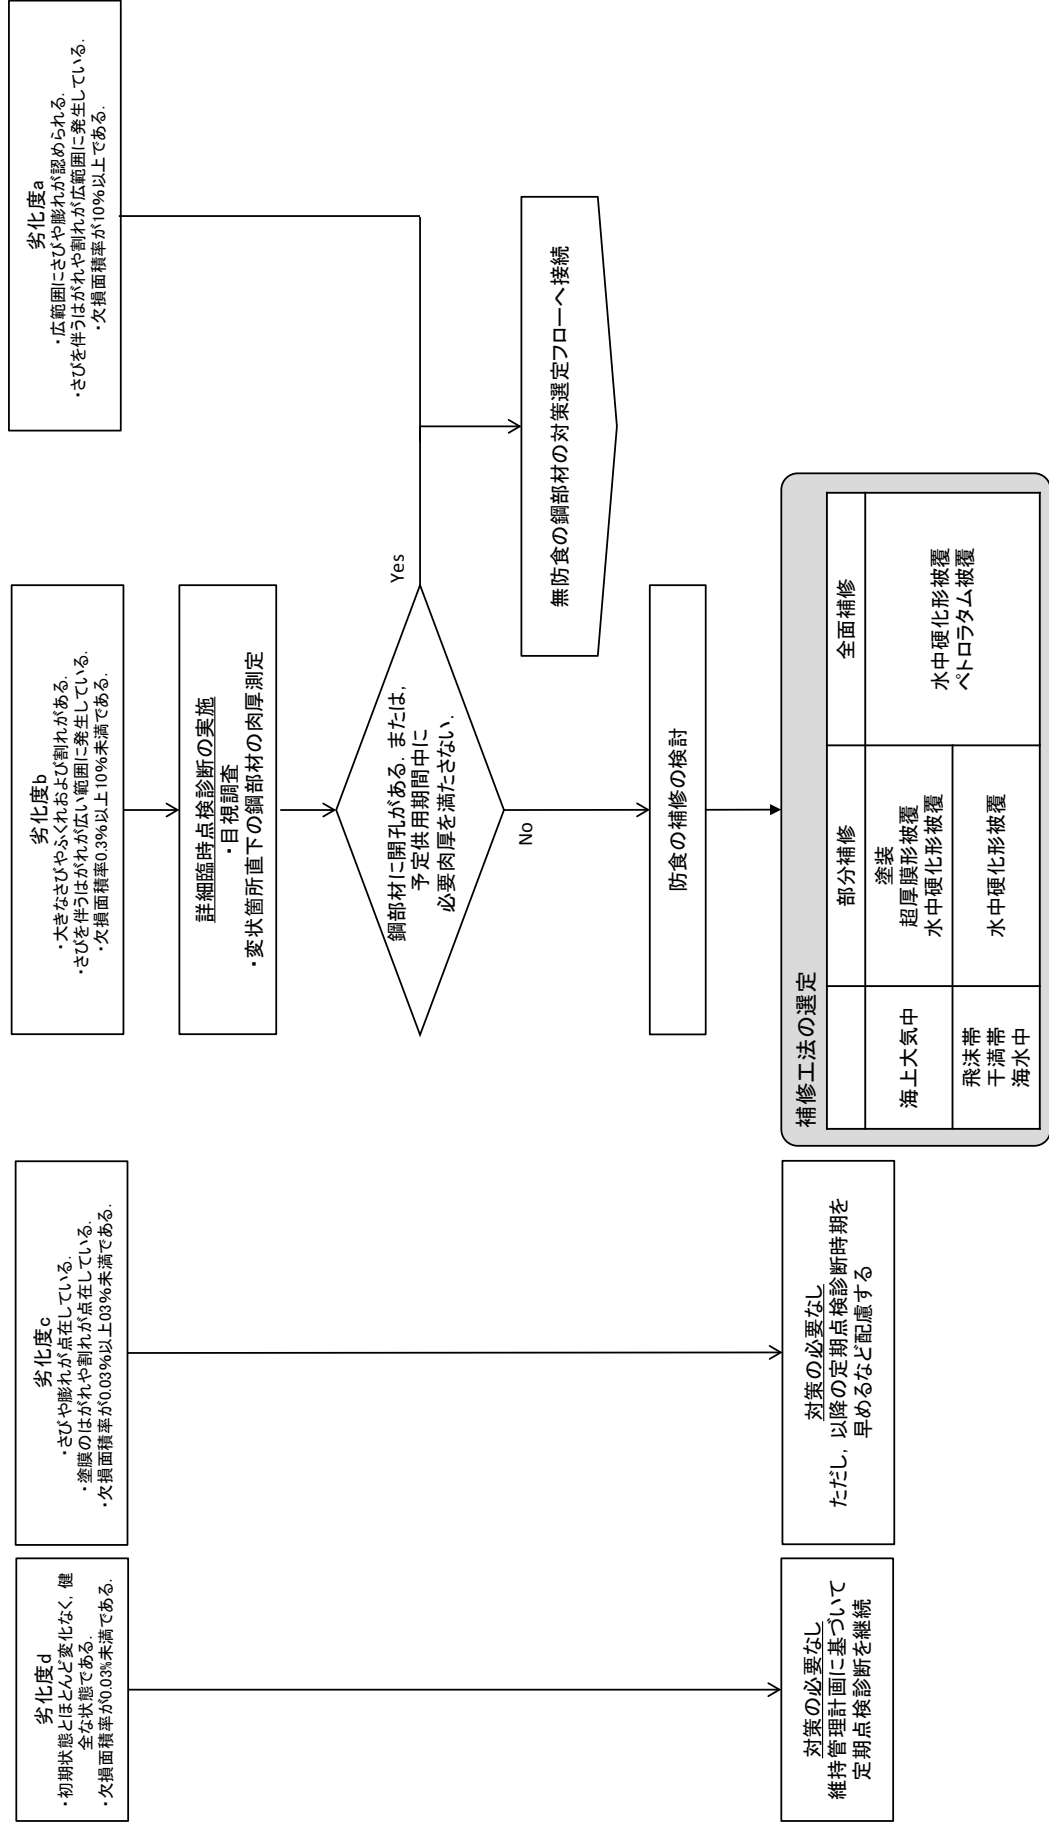 劣化度d
・初期状態とほとんど変化なく，健
全な状態である．
・欠損面積率が0.03%未満である．
劣化度c
・さびや膨れが点在している．
・塗膜のはがれや割れが点在している．
・欠損面積率が0.03%以上03%未満である．
劣化度b
・大きなさびやふくれおよび割れがある．
・さびを伴うはがれが広い範囲に発生している．
・欠損面積率0.3%以上10%未満である．
劣化度a
・広範囲にさびや膨れが認められる．
・さびを伴うはがれや割れが広範囲に発生している．
・欠損面積率が10%以上である．
詳細臨時点検診断の実施
・目視調査
・変状箇所直下の鋼部材の肉厚測定
鋼部材に開孔がある．または，
予定供用期間中に
必要肉厚を満たさない．
Yes
No
無防食の鋼部材の対策選定フローへ接続
防食の補修の検討
対策の必要なし
維持管理計画に基づいて
定期点検診断を継続
対策の必要なし
ただし，以降の定期点検診断時期を
早めるなど配慮する
補修工法の選定
部分補修
全面補修
海上大気中
塗装
超厚膜形被覆
水中硬化形被覆
水中硬化形被覆
ペトロラタム被覆
飛沫帯
干満帯
海水中
水中硬化形被覆